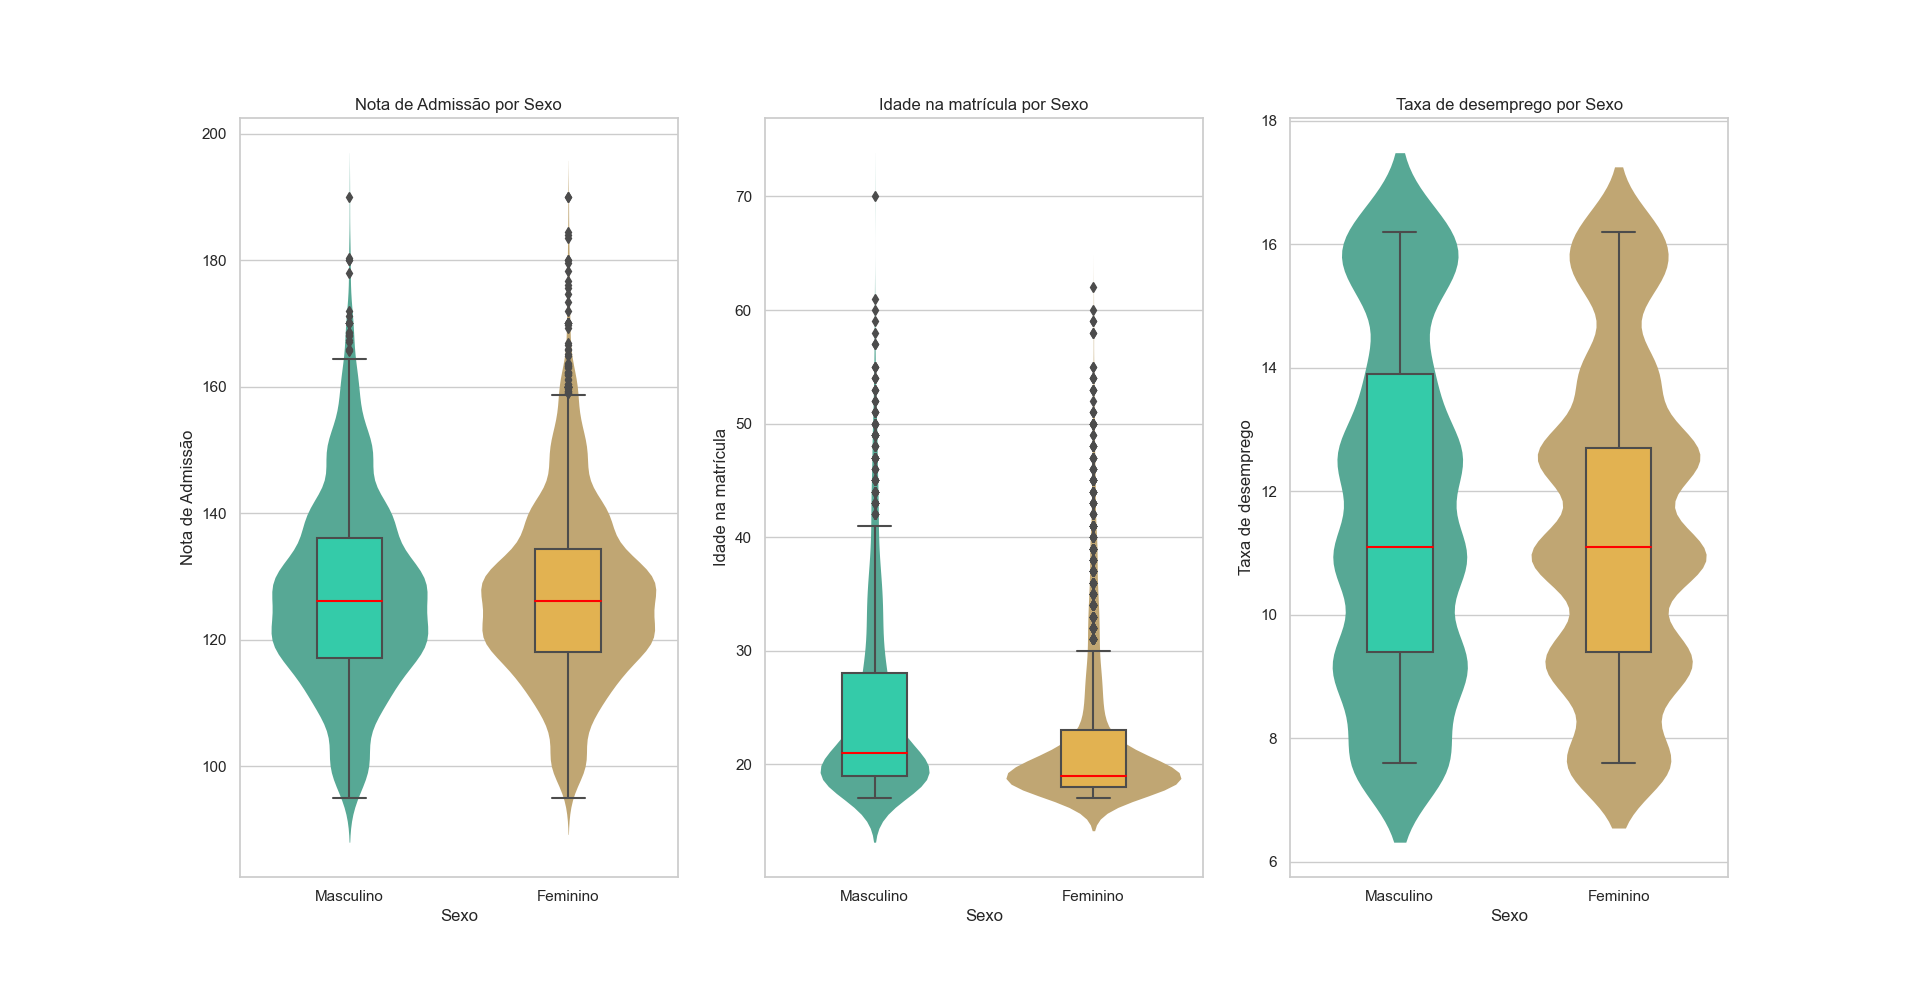 Nota de Admissão por Sexo
200
180
160
140
120
100
Nota de Admissão
Masculino
Feminino
Sexo
Idade na matrícula por Sexo
70
60
50
40
30
20
Idade na matrícula
Masculino
Feminino
Sexo
Taxa de desemprego por Sexo
18
16
14
12
10
8
6
Taxa de desemprego
Masculino
Feminino
Sexo